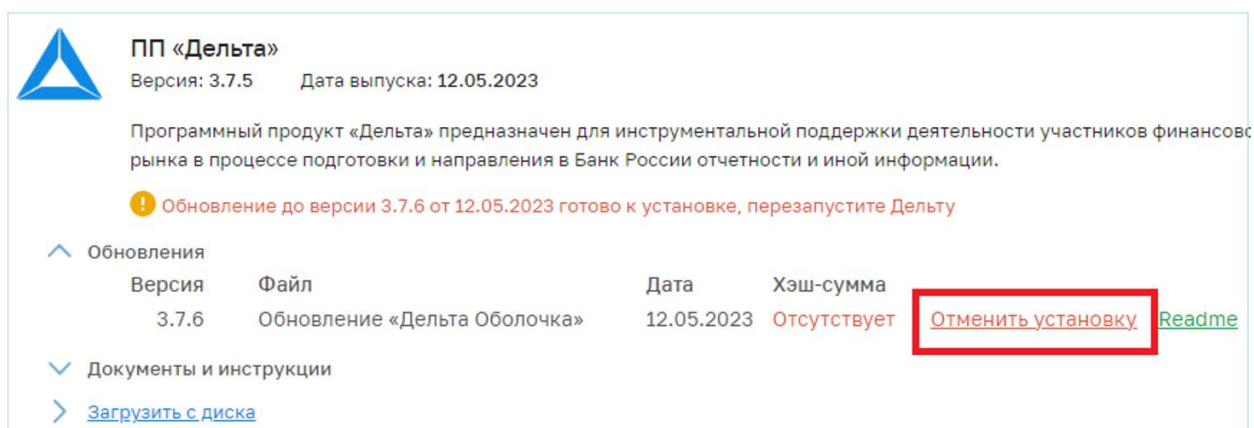 ПП «Дельта»
Версия: 3.7.5 Дата выпуска: 12.05.2023
Программный продукт «Дельта» предназначен для инструментальной поддержки деятельности участников финансово
рынка в процессе подготовки и направления в Банк России отчетности и иной информации.
! Обновление до версии 3.7.6 от 12.05.2023 готово к установке, перезапустите Дельту
Обновления
Версия Файл Дата Хэш-сумма
3.7.6 Обновление «Дельта Оболочка» 12.05.2023 Отсутствует Отменить установку Readme
Документы и инструкции
Загрузить с диска